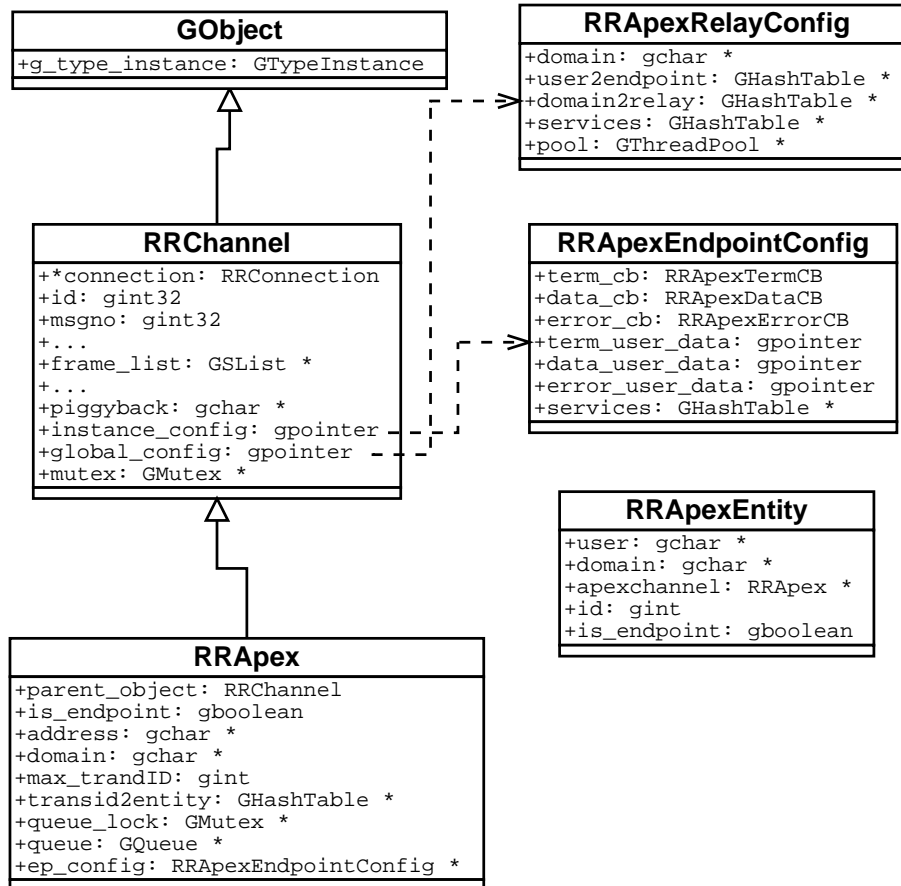 GObject
+g_type_instance: GTypeInstance
RRApexRelayConfig
+domain: gchar *
+user2endpoint: GHashTable *
+domain2relay: GHashTable *
+services: GHashTable *
+pool: GThreadPool *
RRChannel
+*connection: RRConnection
+id: gint32
+msgno: gint32
+...
+frame_list: GSList *
+...
+piggyback: gchar *
+instance_config: gpointer
+global_config: gpointer
+mutex: GMutex *
RRApexEndpointConfig
+term_cb: RRApexTermCB
+data_cb: RRApexDataCB
+error_cb: RRApexErrorCB
+term_user_data: gpointer
+data_user_data: gpointer
+error_user_data: gpointer
+services: GHashTable *
RRApexEntity
+user: gchar *
+domain: gchar *
+apexchannel: RRApex *
+id: gint
+is_endpoint: gboolean
RRApex
+parent_object: RRChannel
+is_endpoint: gboolean
+address: gchar *
+domain: gchar *
+max_trandID: gint
+transid2entity: GHashTable *
+queue_lock: GMutex *
+queue: GQueue *
+ep_config: RRApexEndpointConfig *